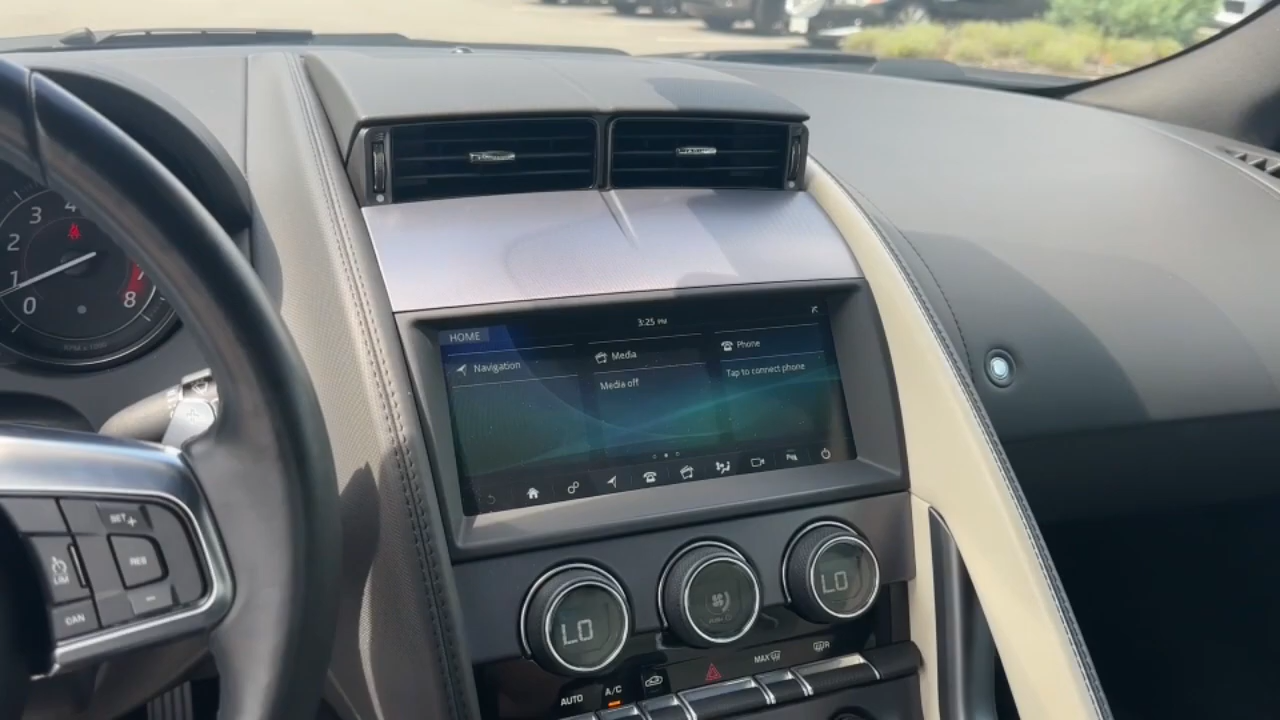 3:25 PM
HOME
Navigation
Media
Media off
Phone
Tap to connect phone
4
3
2
1
0
7
8
SET +
RES
LIM
CAN
LO
LO
AUTO
A/C
MAX
R